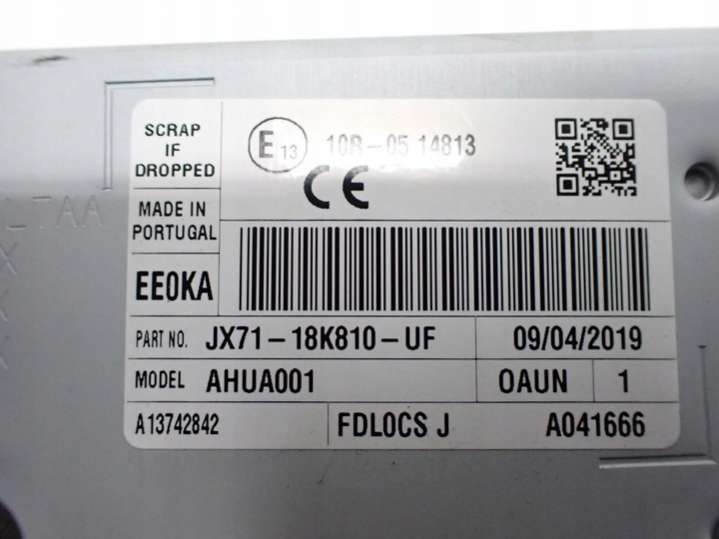 SCRAP
IF
DROPPED
E13 10R-05 14813
CE
MADE IN
PORTUGAL
EE0KA
PART NO. JX71-18K810-UF 09/04/2019
MODEL AHUA001 OAUN 1
A13742842 FDL0CS J A041666